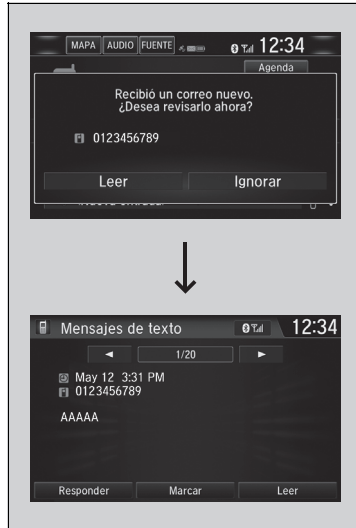 MAPA AUDIO FUENTE 12:34
Agenda
Recibió un correo nuevo.
¿Desea revisarlo ahora?
0123456789
Leer Ignorar
Mensajes de texto 12:34
◄ 1/20 ►
May 12 3:31 PM
0123456789
AAAAA
Responder Marcar Leer